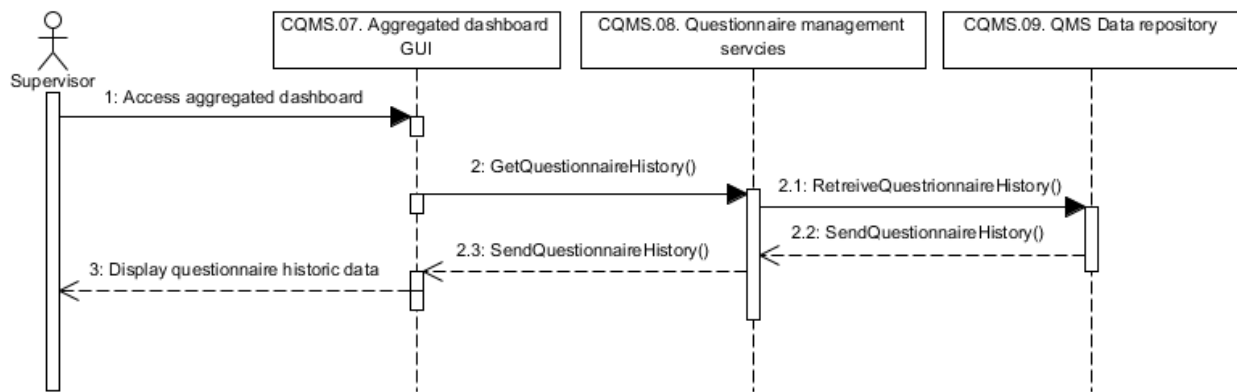 CQMS.07. Aggregated dashboard
GUI
CQMS.08. Questionnaire management
servcies
CQMS.09. QMS Data repository
Supervisor
1: Access aggregated dashboard
2: GetQuestionnaireHistory()
2.1: RetreiveQuestrionnaireHistory()
2.2: SendQuestionnaireHistory()
2.3: SendQuestionnaireHistory()
3: Display questionnaire historic data